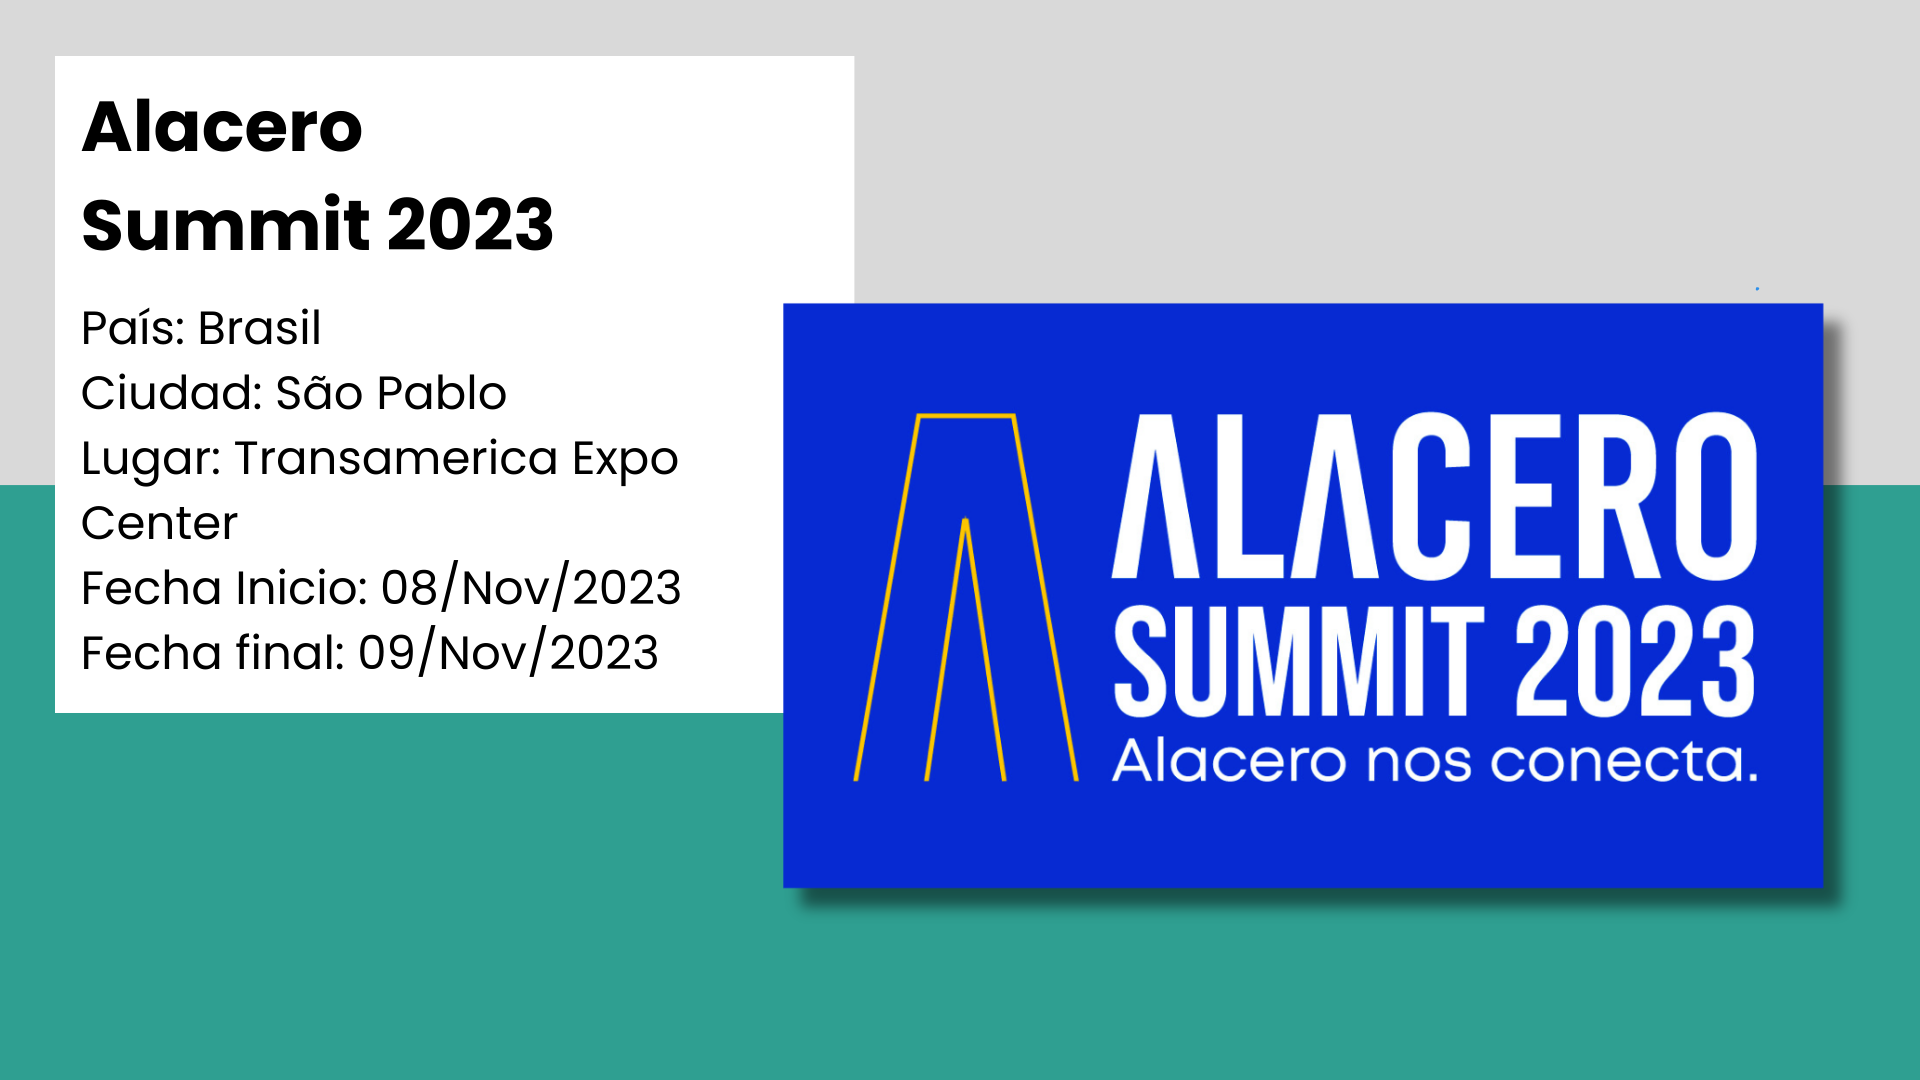 Alacero
Summit 2023
País: Brasil
Ciudad: São Pablo
Lugar: Transamerica Expo
Center
Fecha Inicio: 08/Nov/2023
Fecha final: 09/Nov/2023
ALACERO
SUMMIT 2023
Alacero nos conecta.